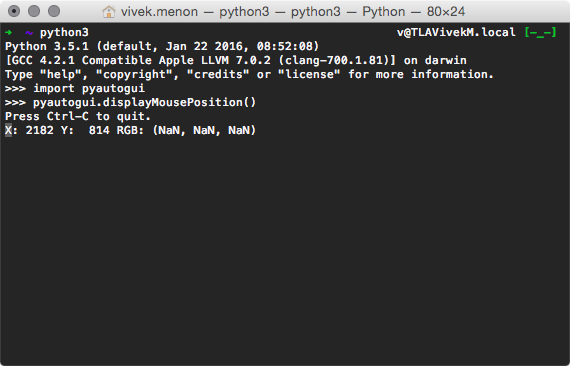 vivek.menon — python3 — python3 — Python — 80×24
➜ ~ python3 v@TLAVivekM.local [-_-]
Python 3.5.1 (default, Jan 22 2016, 08:52:08)
[GCC 4.2.1 Compatible Apple LLVM 7.0.2 (clang-700.1.81)] on darwin
Type "help", "copyright", "credits" or "license" for more information.
>>> import pyautogui
>>> pyautogui.displayMousePosition()
Press Ctrl-C to quit.
X: 2182 Y:  814 RGB: (NaN, NaN, NaN)